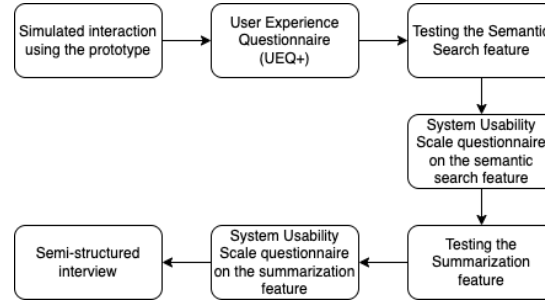 Simulated interaction
using the prototype
User Experience
Questionnaire
(UEQ+)
Testing the Semantic
Search feature
System Usability
Scale questionnaire
on the semantic
search feature
Testing the
Summarization
feature
System Usability
Scale questionnaire
on the summarization
feature
Semi-structured
interview